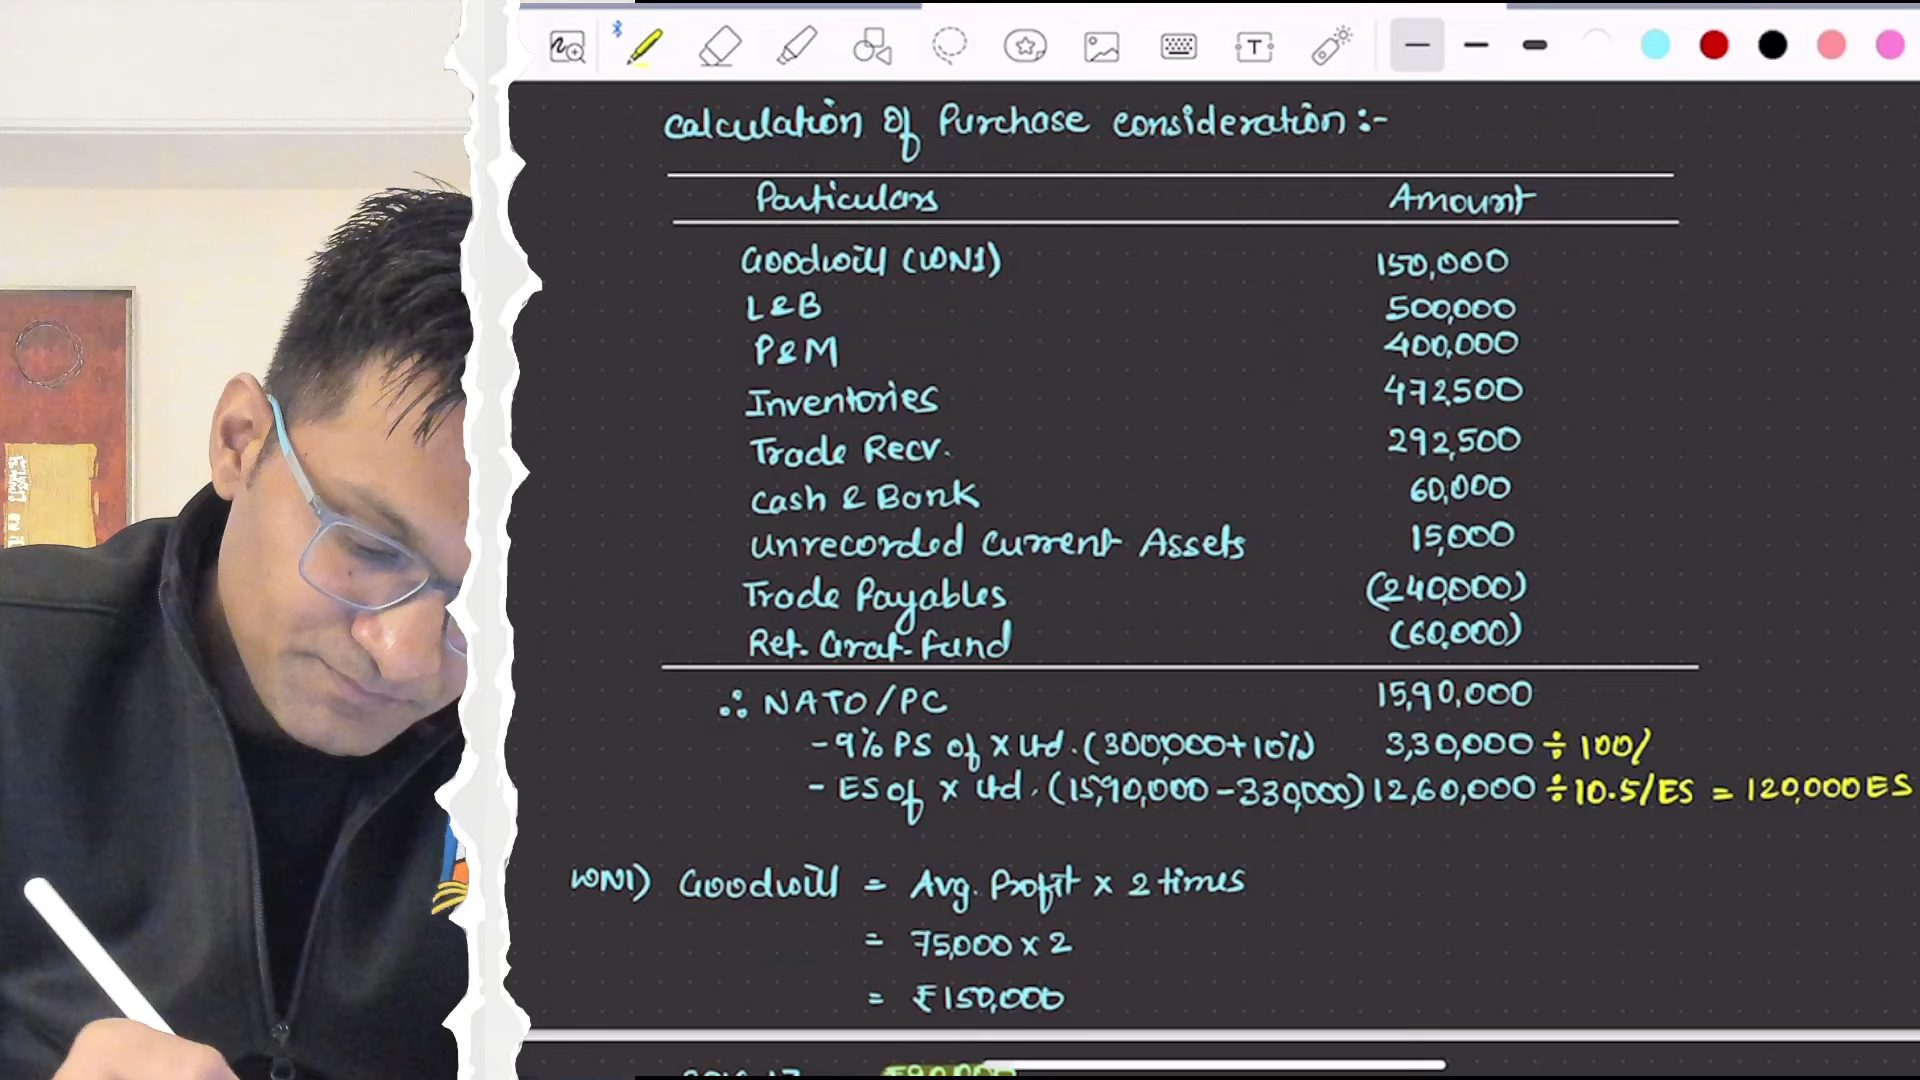 Calculation of Purchase consideration :-
Particulars Amount
Goodwill (WN1) 150,000
L&B 500,000
P&M 400,000
Inventories 472,500
Trade Recv. 292,500
Cash & Bank 60,000
Unrecorded Current Assets 15,000
Trade Payables (240,000)
Ret. Grat. Fund (60,000)
∴ NATO/PC 15,90,000
- 9% PS of X Ltd. (300,000+10%) 3,30,000 ÷ 100/
- ES of X Ltd. (15,90,000 - 330,000) 12,60,000 ÷ 10.5/ES = 120,000 ES
WN1) Goodwill = Avg. Profit x 2 times
= 75,000 x 2
= ₹150,000